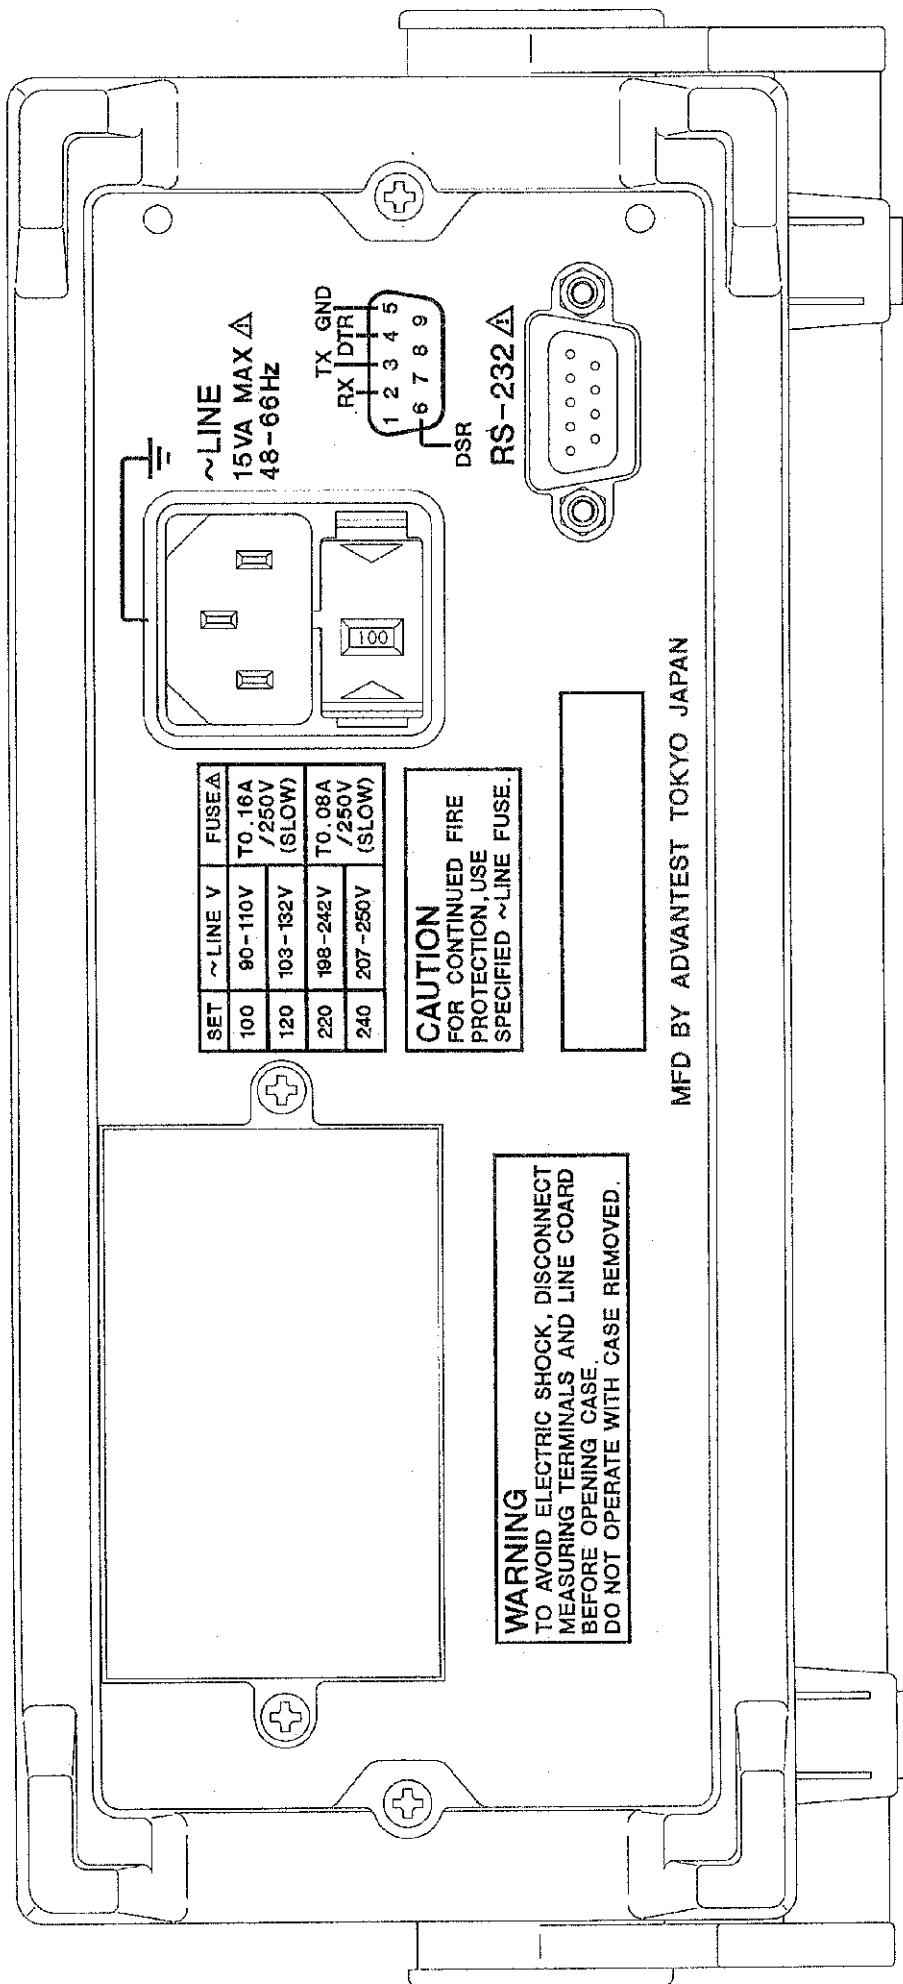 SET ~LINE V FUSE⚠
100 90-110V T0.16A /250V (SLOW)
120 103-132V
220 198-242V T0.08A /250V (SLOW)
240 207-250V
CAUTION
FOR CONTINUED FIRE
PROTECTION,USE
SPECIFIED ~LINE FUSE.
WARNING
TO AVOID ELECTRIC SHOCK, DISCONNECT
MEASURING TERMINALS AND LINE COARD
BEFORE OPENING CASE.
DO NOT OPERATE WITH CASE REMOVED.
100
~LINE
15VA MAX ⚠
48-66Hz
RX TX DTR GND
1 2 3 4 5
6 7 8 9
DSR
RS-232 ⚠
MFD BY ADVANTEST TOKYO JAPAN